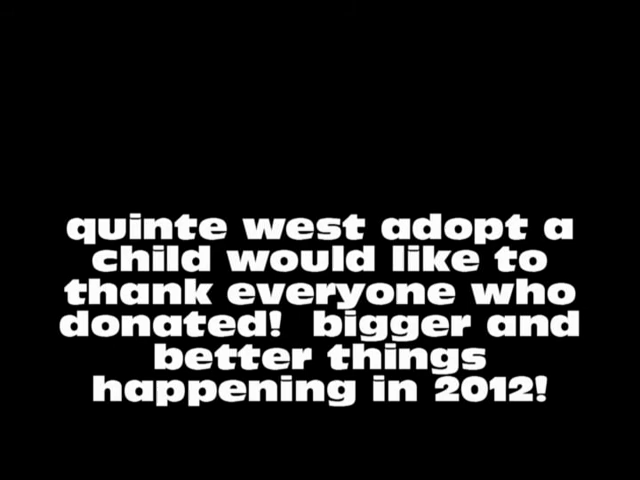 quinte west adopt a
child would like to
thank everyone who
donated!  bigger and
better things
happening in 2012!